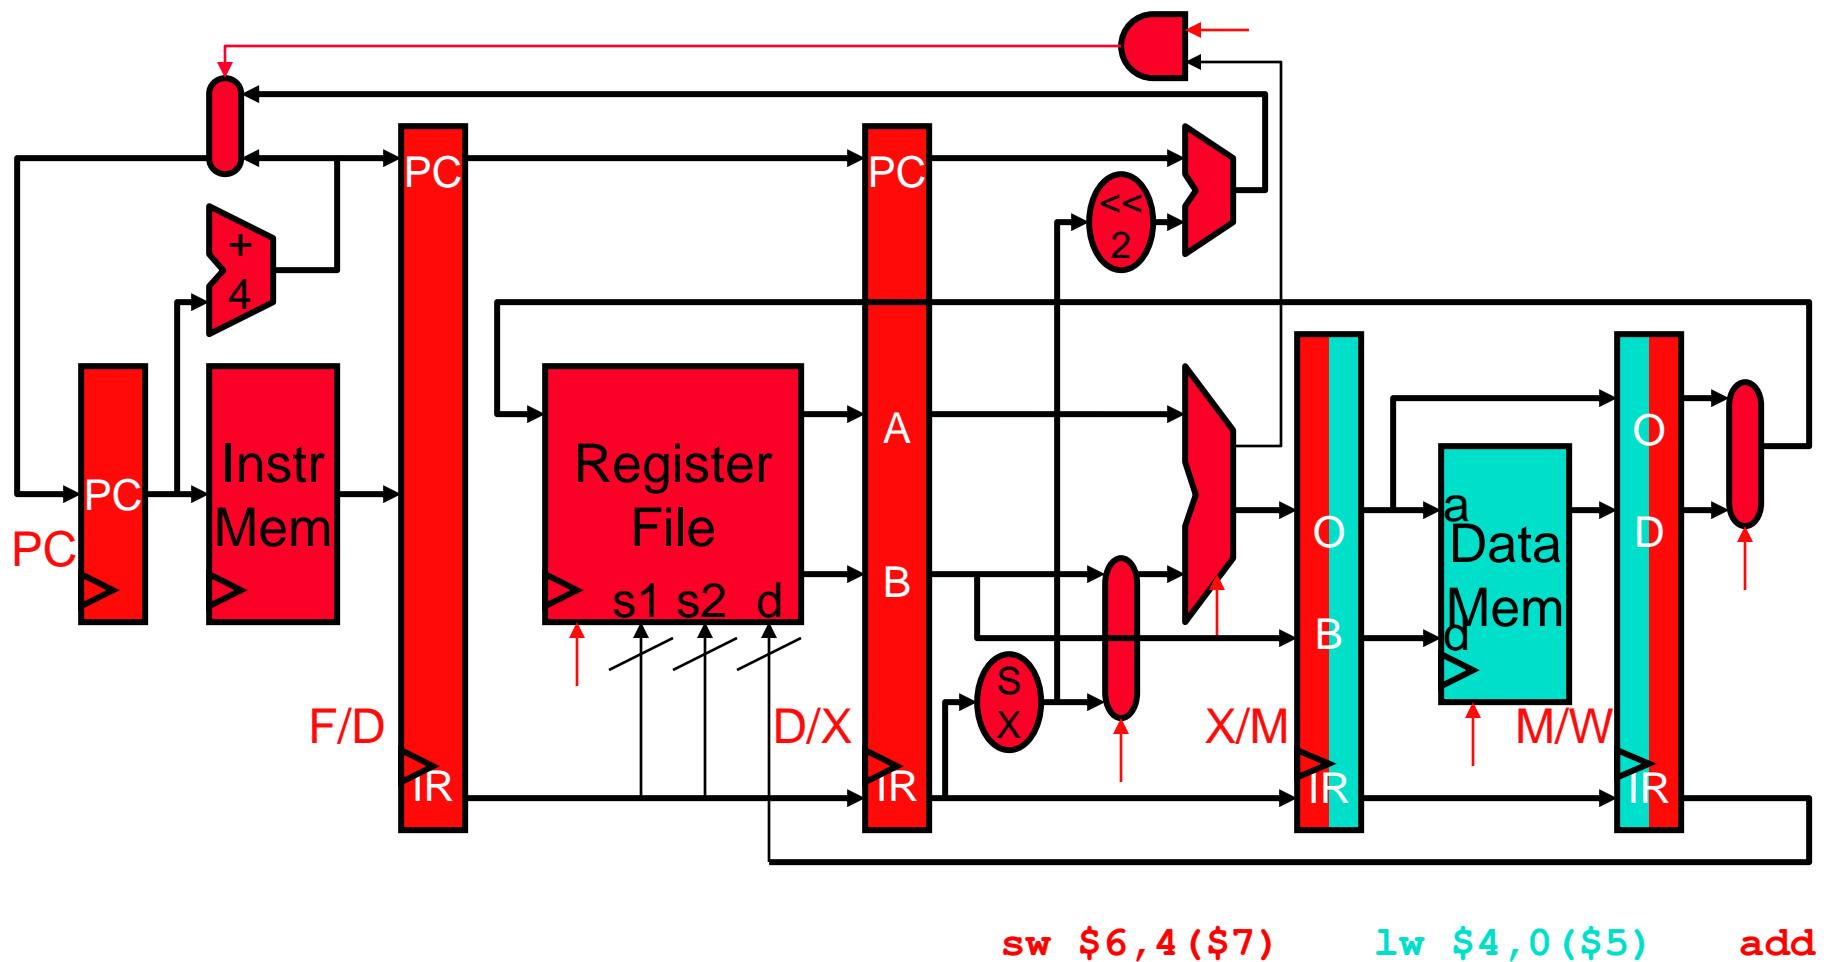 PC
PC
<<
2
+
4
A
O
Instr
Mem
Register
File
PC
PC
a
Data
Mem
d
O
D
B
B
s1 s2 d
S
X
F/D
D/X
X/M
M/W
IR
IR
IR
IR
sw $6,4($7)
lw $4,0($5)
add